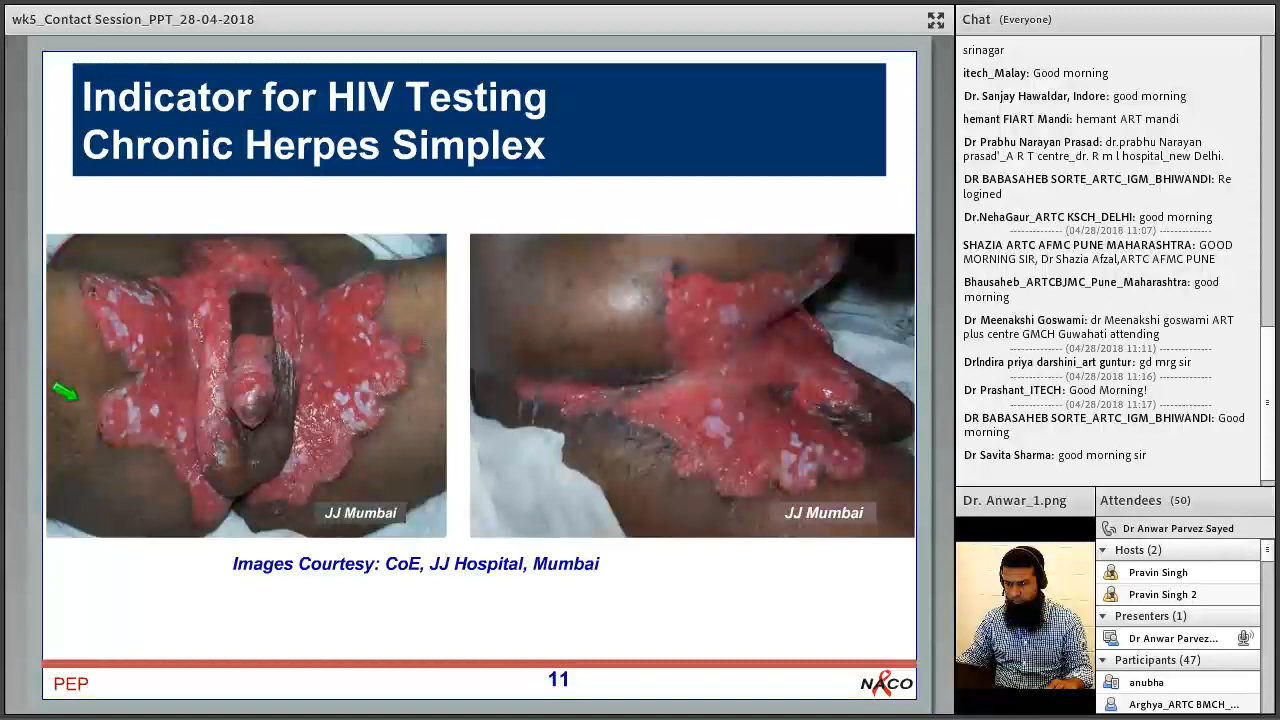 wk5_Contact Session_PPT_28-04-2018
Indicator for HIV Testing
Chronic Herpes Simplex
JJ Mumbai
JJ Mumbai
Images Courtesy: CoE, JJ Hospital, Mumbai
PEP
11
NACO
Chat (Everyone)
srinagar
itech_Malay: Good morning
Dr. Sanjay Hawaldar, Indore: good morning
hemant FIART Mandi: hemant ART mandi
Dr Prabhu Narayan Prasad: dr.prabhu Narayan
prasad'_A R T centre_dr. R m l hospital_new Delhi.
DR BABASAHEB SORTE_ARTC_IGM_BHIWANDI: Re
logined
Dr.NehaGaur_ARTC KSCH_DELHI: good morning
--------------- (04/28/2018 11:07) ---------------
SHAZIA ARTC AFMC PUNE MAHARASHTRA: GOOD
MORNING SIR, Dr Shazia Afzal,ARTC AFMC PUNE
Bhausaheb_ARTCBJMC_Pune_Maharashtra: good
morning
Dr Meenakshi Goswami: dr Meenakshi goswami ART
plus centre GMCH Guwahati attending
--------------- (04/28/2018 11:11) ---------------
DrIndira priya darshini_art guntur: gd mrg sir
--------------- (04/28/2018 11:16) ---------------
Dr Prashant_ITECH: Good Morning!
--------------- (04/28/2018 11:17) ---------------
DR BABASAHEB SORTE_ARTC_IGM_BHIWANDI: Good
morning
Dr Savita Sharma: good morning sir
Dr. Anwar_1.png
Attendees (50)
Dr Anwar Parvez Sayed
Hosts (2)
Pravin Singh
Pravin Singh 2
Presenters (1)
Dr Anwar Parvez...
Participants (47)
anubha
Arghya_ARTC BMCH_...